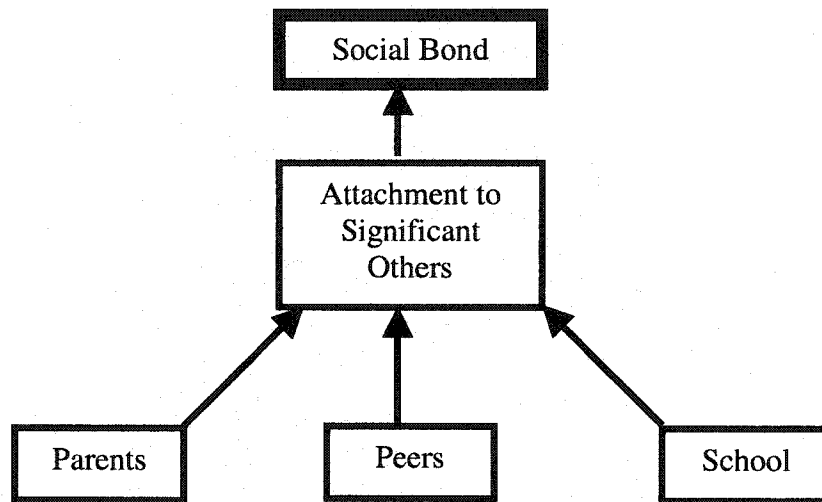 Social Bond
Attachment to
Significant
Others
Parents
Peers
School